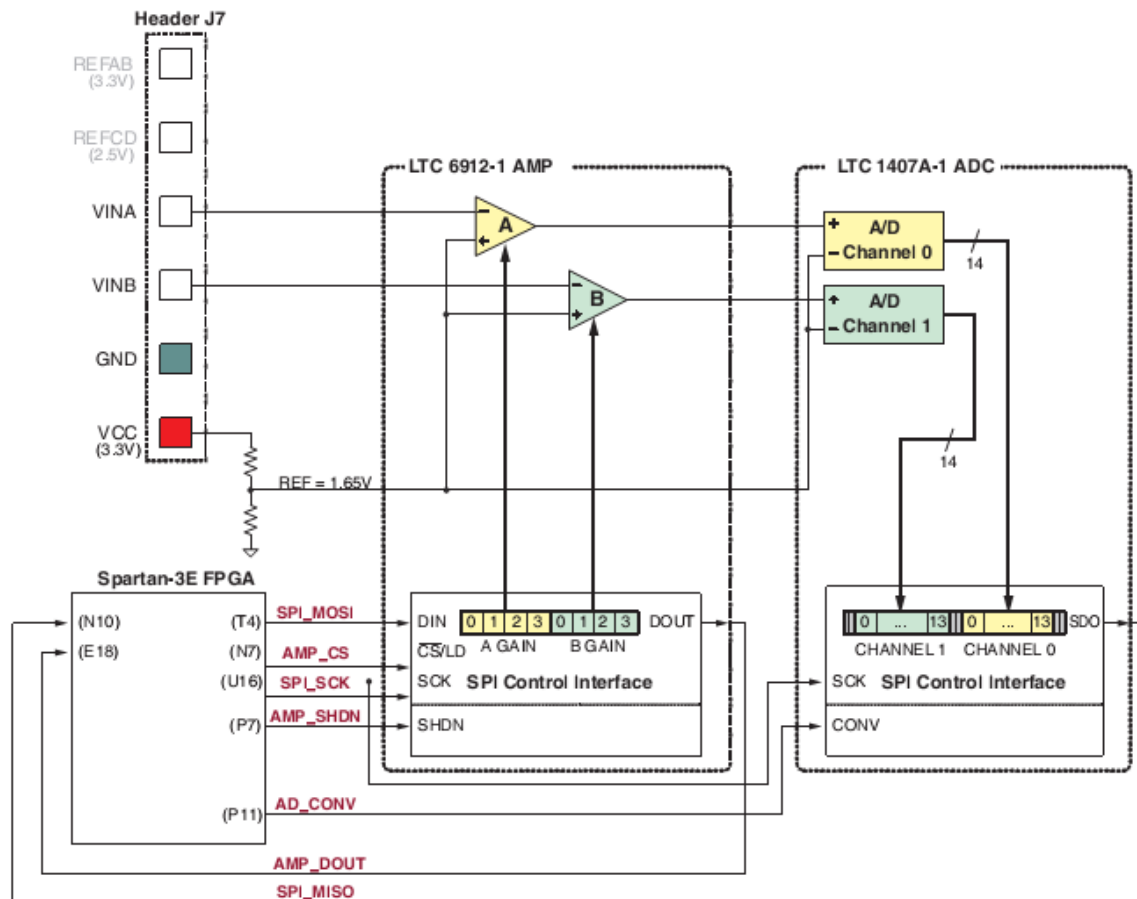 Header J7
REFAB
(3.3V)
REFCD
(2.5V)
LTC 6912-1 AMP
LTC 1407A-1 ADC
VINA
A
A/D
Channel 0
14
VINB
B
A/D
Channel 1
GND
14
VCC
(3.3V)
REF = 1.65V
Spartan-3E FPGA
(N10)
(E18)
(T4)
(N7)
(U16)
(P7)
(P11)
SPI_MOSI
AMP_CS
SPI_SCK
AMP_SHDN
AD_CONV
AMP_DOUT
SPI_MISO
DIN
0 1 2 3 0 1 2 3
DOUT
A GAIN
B GAIN
CS/LD
SCK
SPI Control Interface
SHDN
0 ... 13 0 ... 13
SDO
CHANNEL 1
CHANNEL 0
SCK
SPI Control Interface
CONV